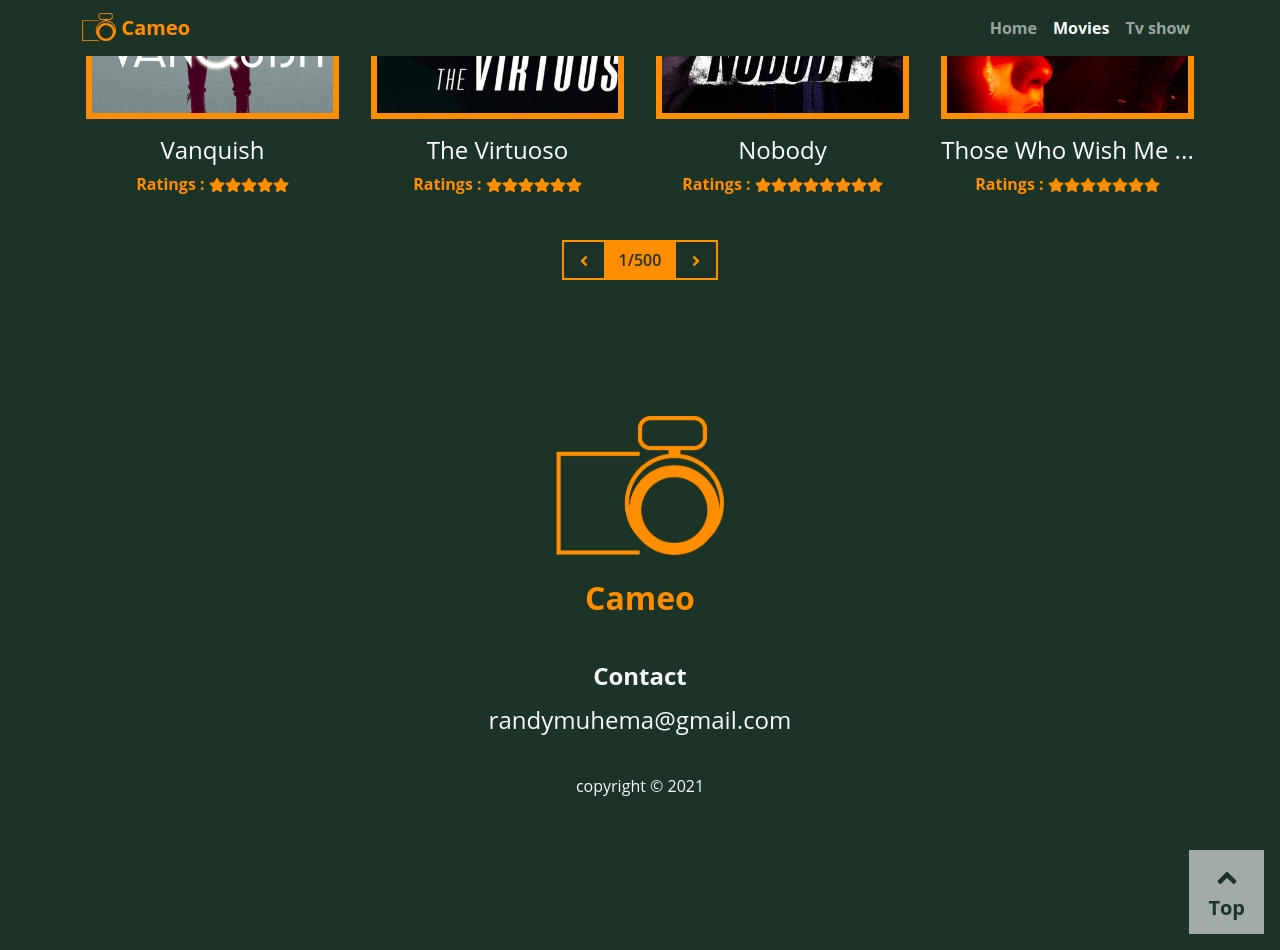 Cameo
Home
Movies
Tv show
VANQUISH
THE VIRTUOS
NOBODY
Vanquish
The Virtuoso
Nobody
Those Who Wish Me ...
Ratings :
Ratings :
Ratings :
Ratings :
1/500
Cameo
Contact
randymuhema@gmail.com
copyright © 2021
Top